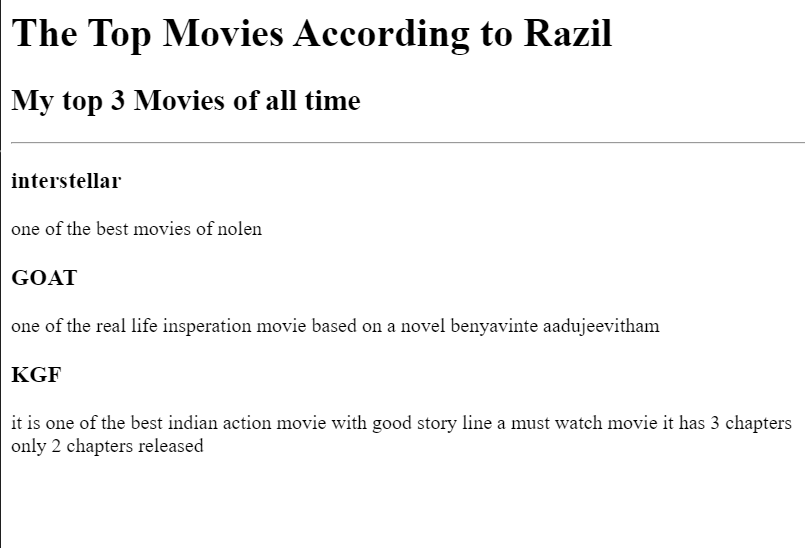 The Top Movies According to Razil
My top 3 Movies of all time
interstellar
one of the best movies of nolen
GOAT
one of the real life insperation movie based on a novel benyavinte aadujeevitham
KGF
it is one of the best indian action movie with good story line a must watch movie it has 3 chapters
only 2 chapters released